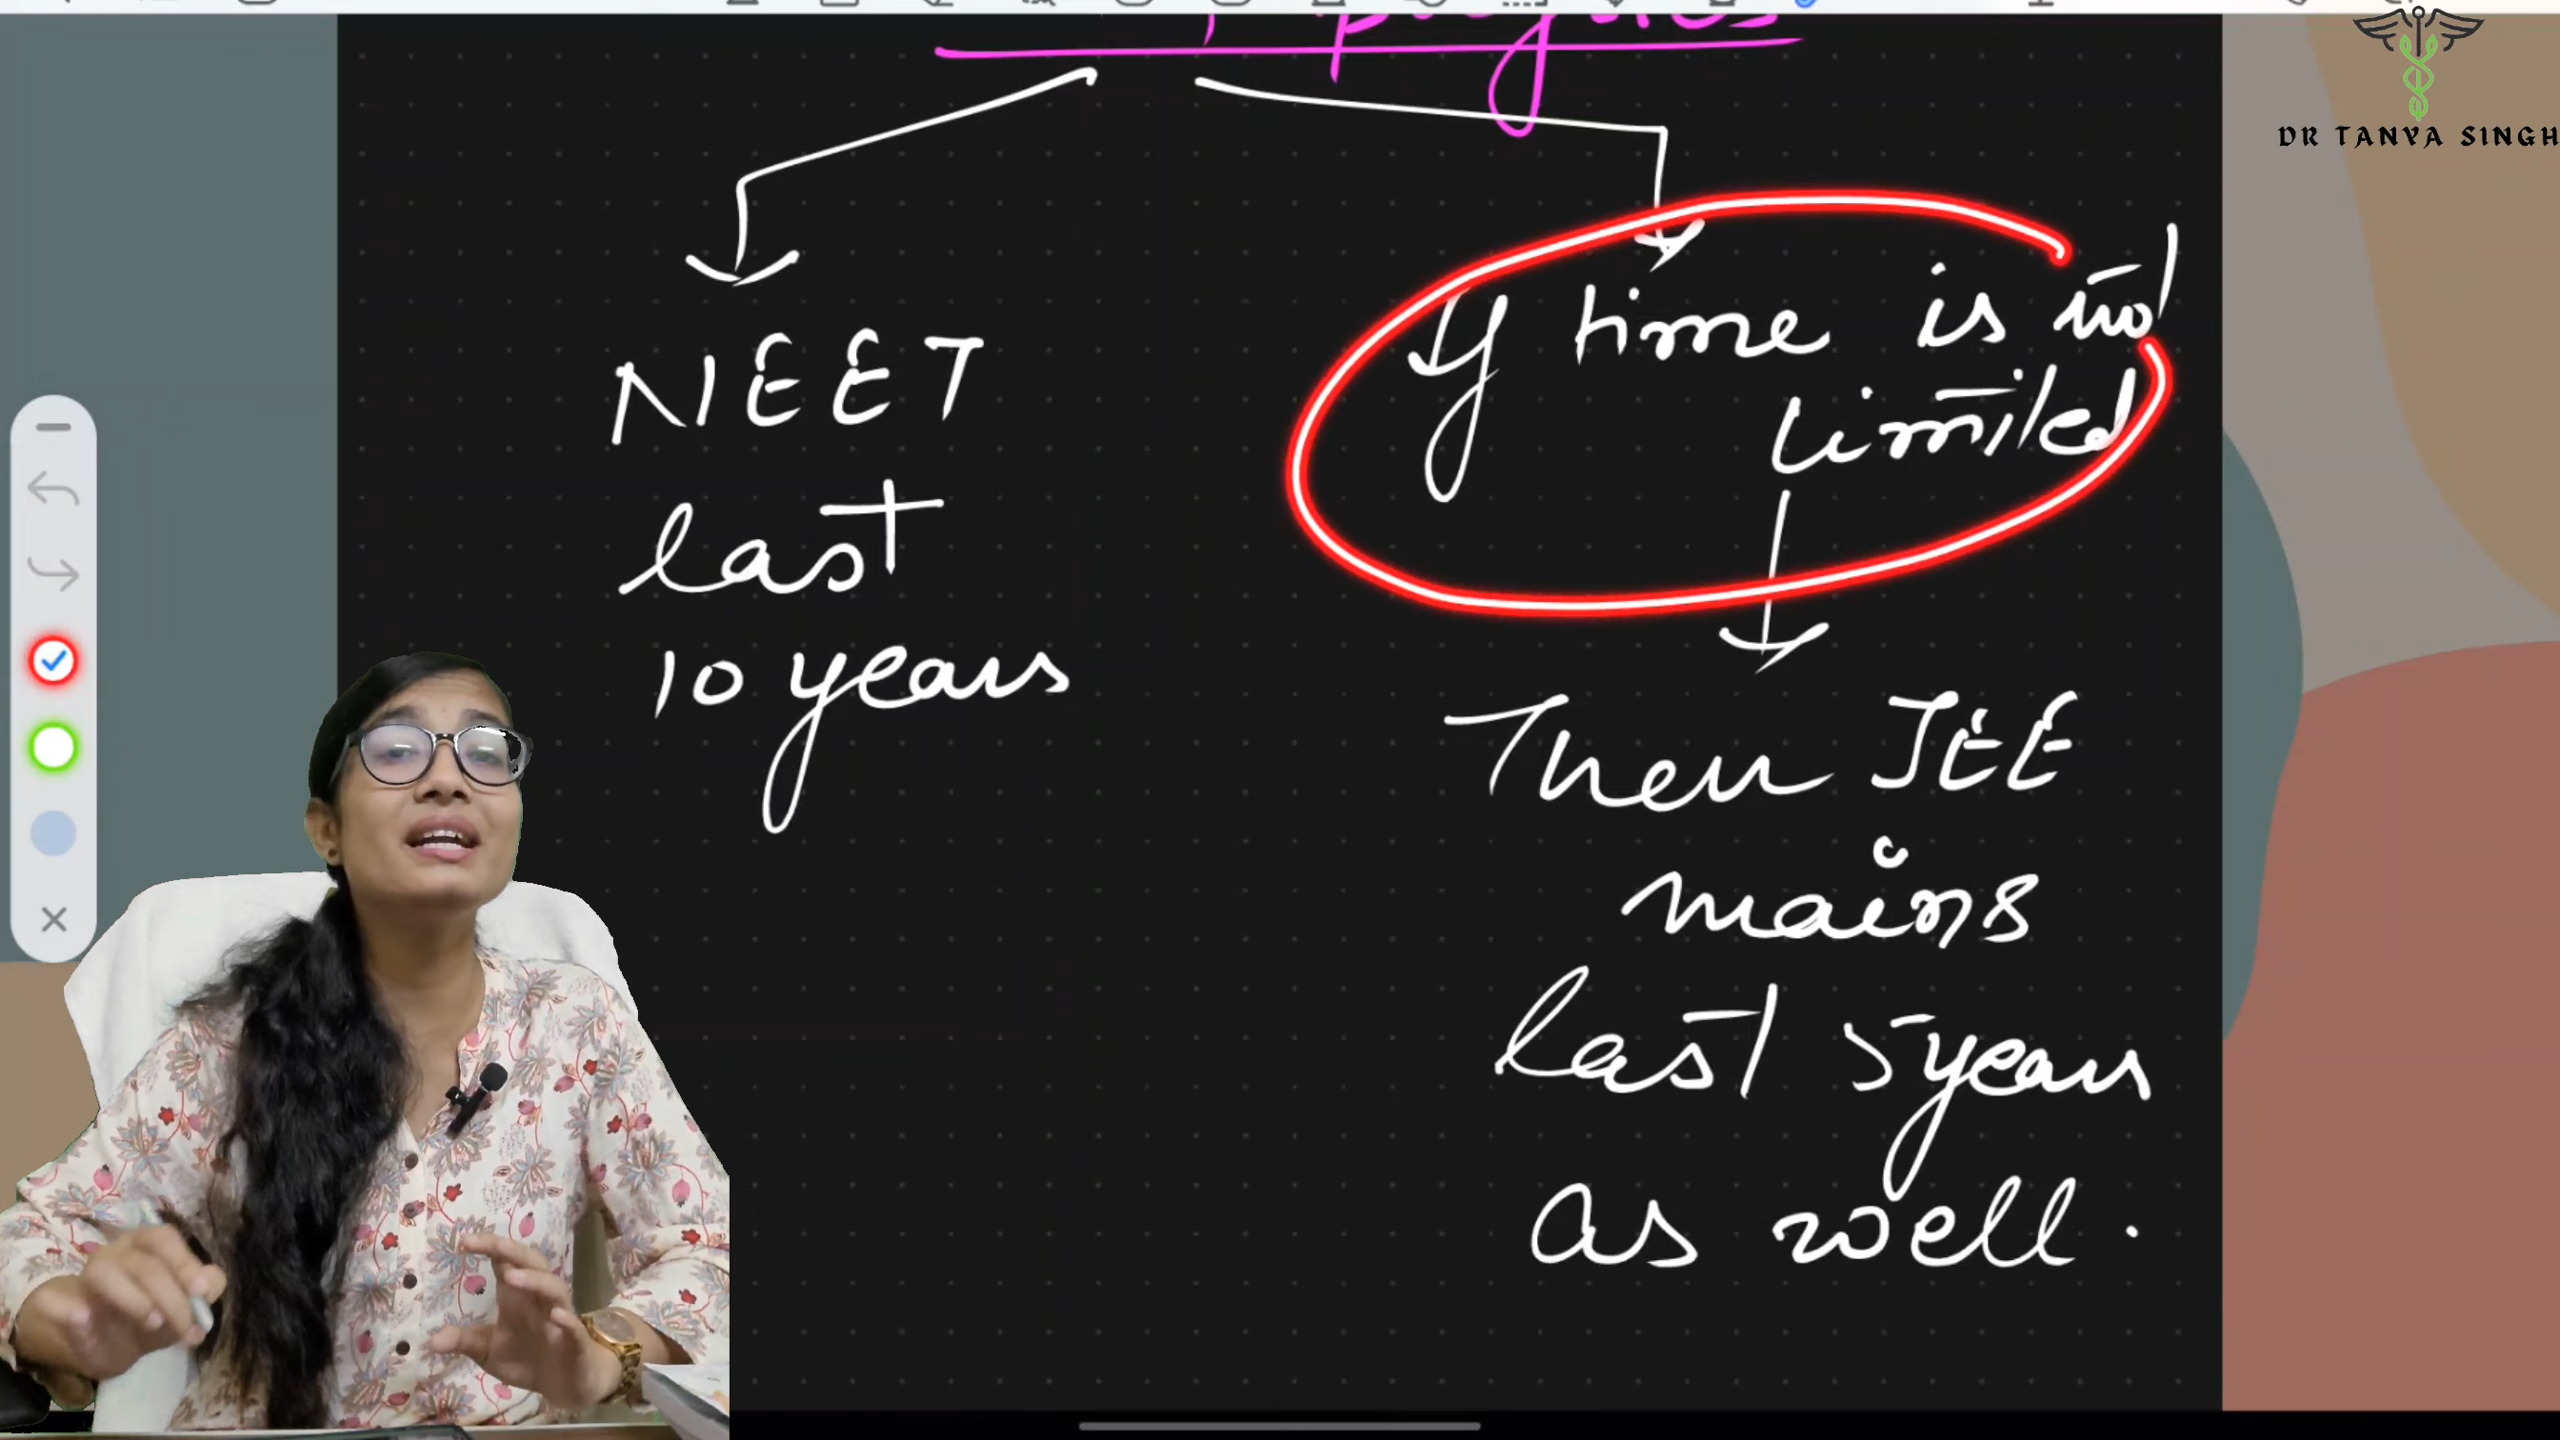 DR TANYA SINGH
NEET
last
10 years
If time is not
limited
Then JEE
mains
last 5 years
as well.